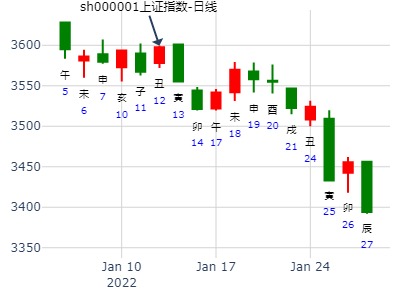 sh000001上证指数-日线
3600
3550
3500
3450
3400
3350
午
5
未
6
申
7
亥
10
子
11
丑
12
寅
13
卯
14
午
17
未
18
申
19
酉
20
戌
21
丑
24
寅
25
卯
26
辰
27
Jan 10
2022
Jan 17
Jan 24